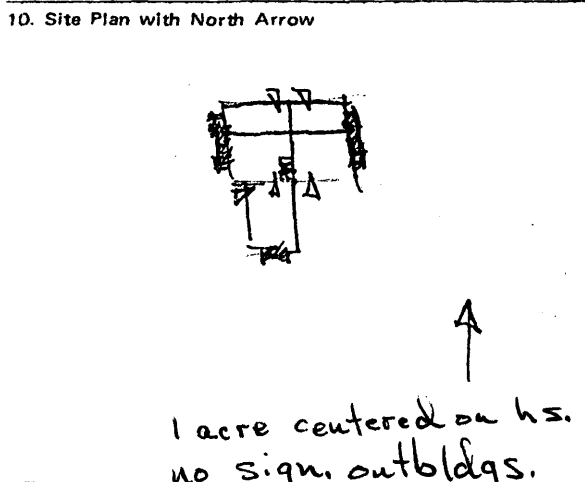 10. Site Plan with North Arrow
1 acre centered on hs.
no sign. outbldgs.